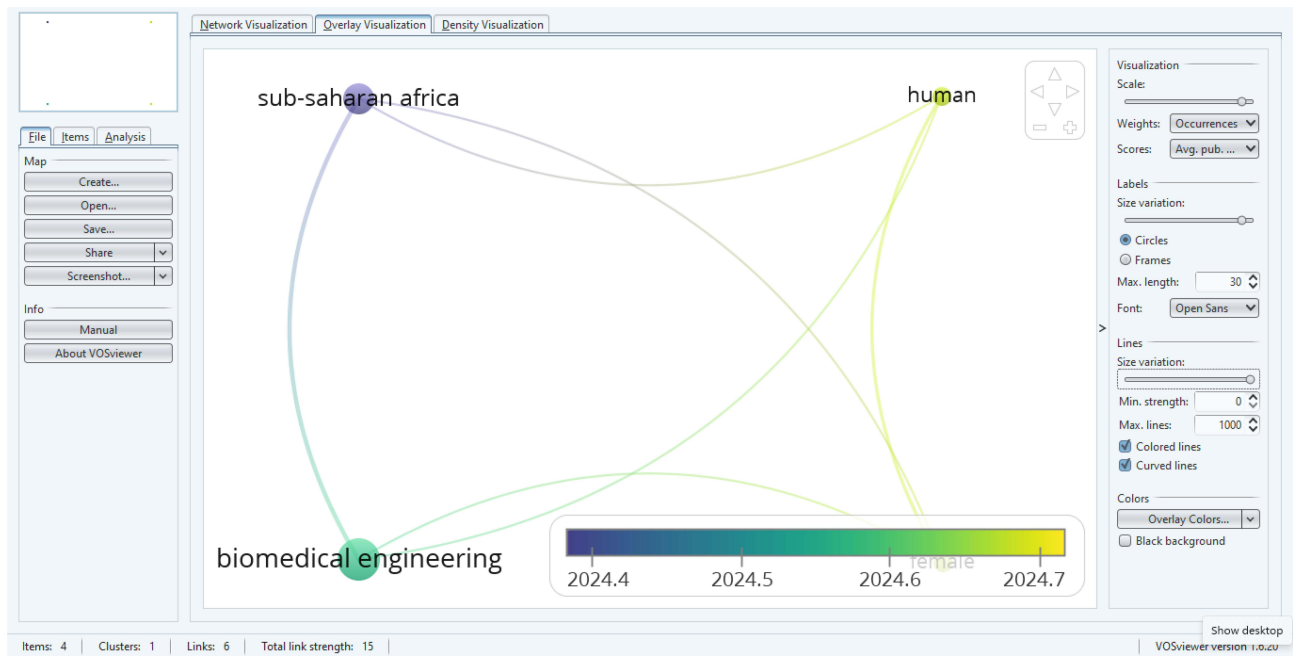 Network Visualization Overlay Visualization Density Visualization
File Items Analysis
Map
Create...
Open...
Save...
Share
Screenshot...
Info
Manual
About VOSviewer
sub-saharan africa
human
biomedical engineering
female
2024.4 2024.5 2024.6 2024.7
Visualization
Scale:
Weights: Occurrences
Scores: Avg. pub. ...
Labels
Size variation:
Circles
Frames
Max. length: 30
Font: Open Sans
>
Lines
Size variation:
Min. strength: 0
Max. lines: 1000
Colored lines
Curved lines
Colors
Overlay Colors...
Black background
Show desktop
Items: 4 Clusters: 1 Links: 6 Total link strength: 15
VOSviewer version 1.6.20